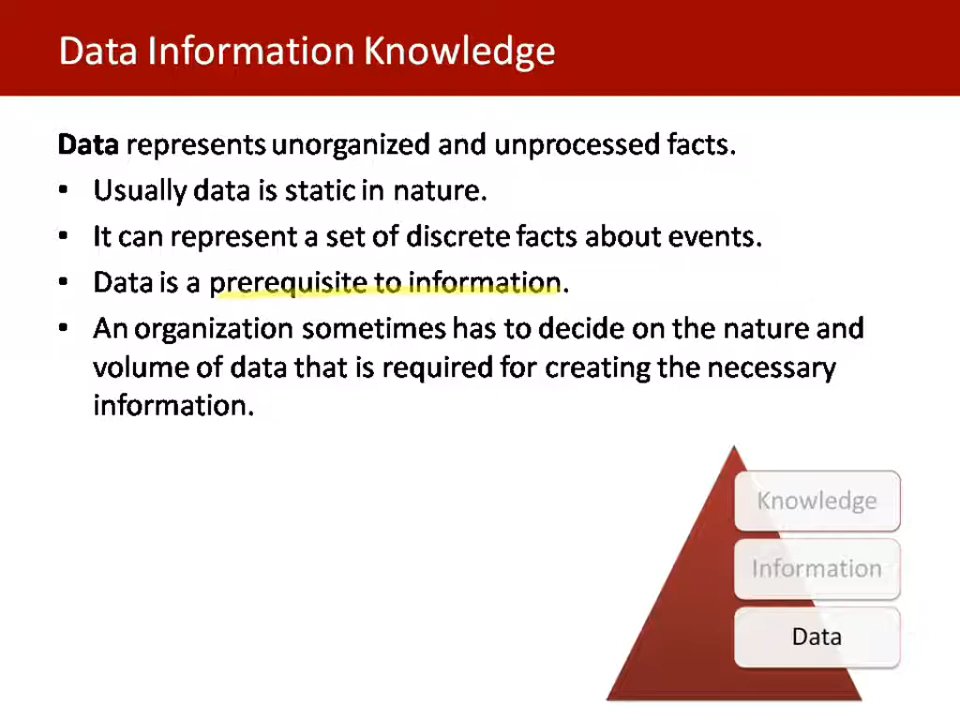 Data Information Knowledge
Data represents unorganized and unprocessed facts.
• Usually data is static in nature.
• It can represent a set of discrete facts about events.
• Data is a prerequisite to information.
• An organization sometimes has to decide on the nature and
volume of data that is required for creating the necessary
information.
Knowledge
Information
Data